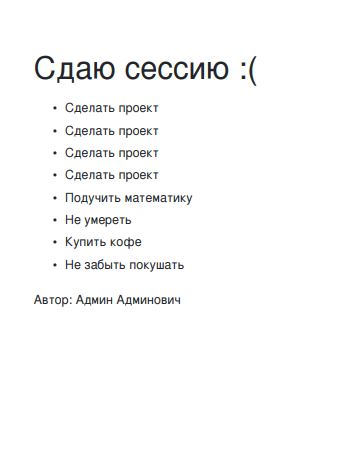 Сдаю сессию :(
• Сделать проект
• Сделать проект
• Сделать проект
• Сделать проект
• Подучить математику
• Не умереть
• Купить кофе
• Не забыть покушать
Автор: Админ Админович